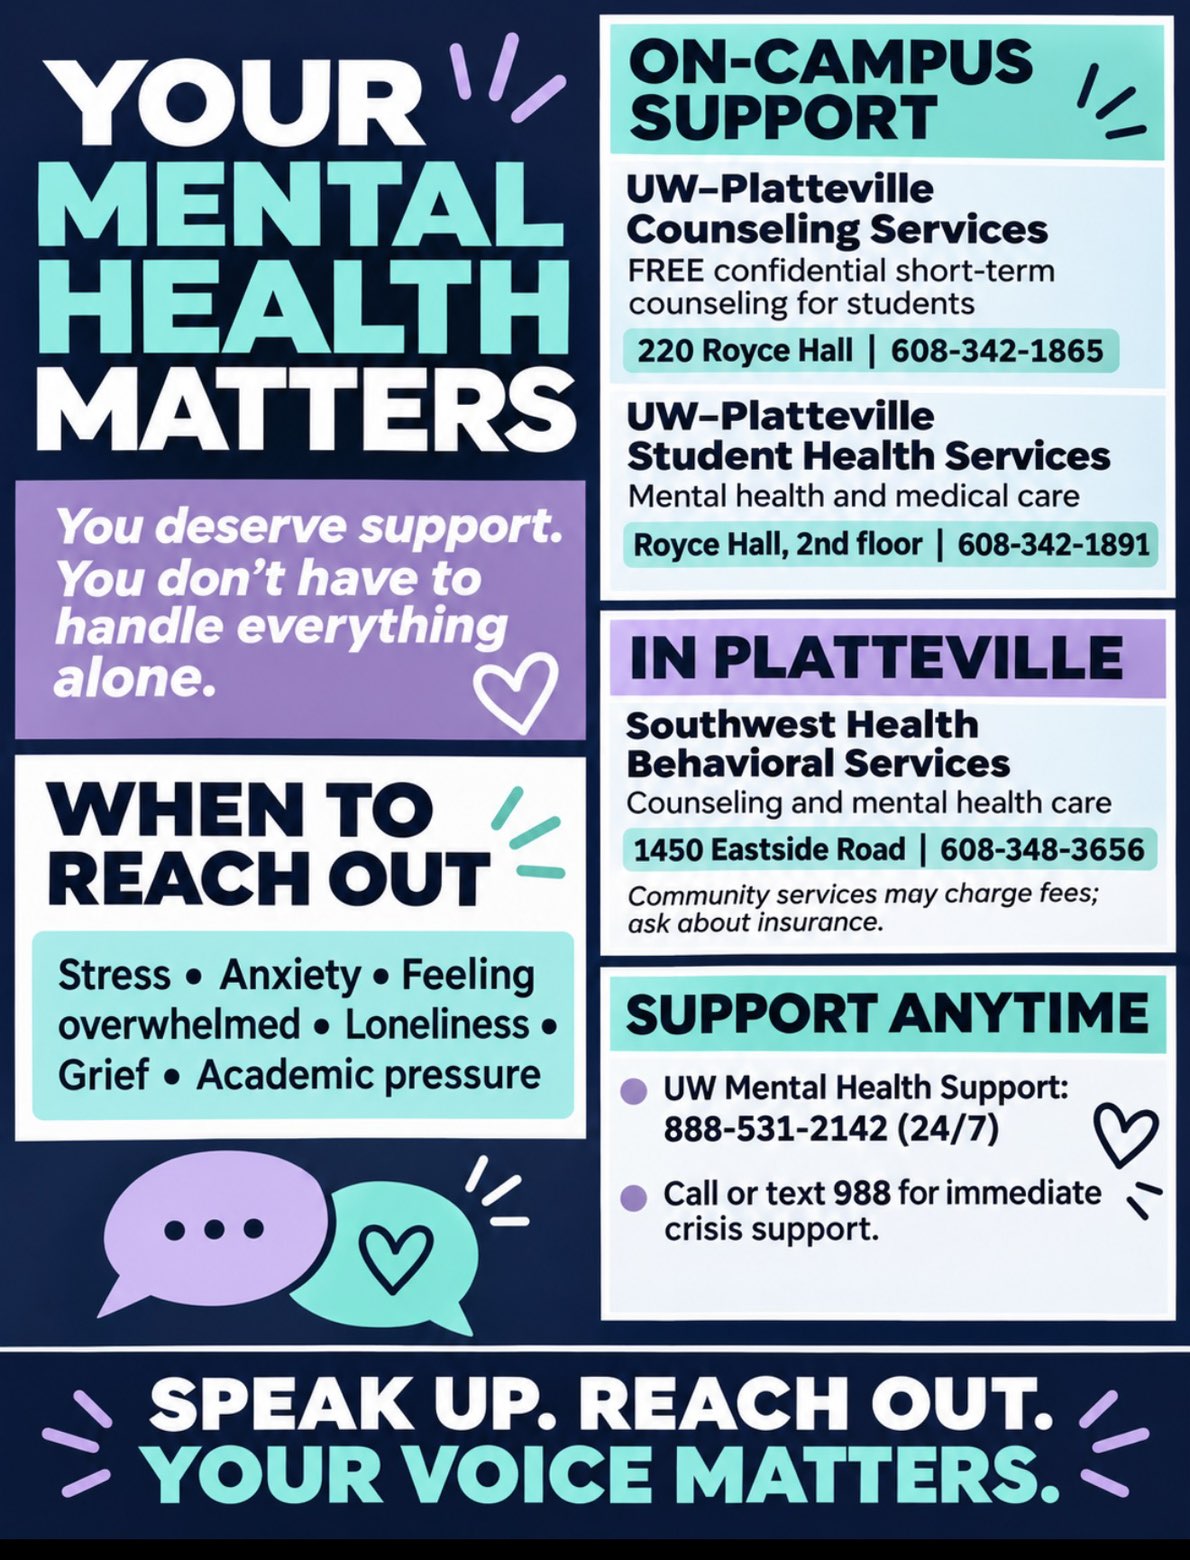 YOUR
MENTAL
HEALTH
MATTERS
You deserve support.
You don't have to
handle everything
alone.
WHEN TO
REACH OUT
Stress • Anxiety • Feeling
overwhelmed • Loneliness •
Grief • Academic pressure
ON-CAMPUS
SUPPORT
UW–Platteville
Counseling Services
FREE confidential short-term
counseling for students
220 Royce Hall | 608-342-1865
UW–Platteville
Student Health Services
Mental health and medical care
Royce Hall, 2nd floor | 608-342-1891
IN PLATTEVILLE
Southwest Health
Behavioral Services
Counseling and mental health care
1450 Eastside Road | 608-348-3656
Community services may charge fees;
ask about insurance.
SUPPORT ANYTIME
UW Mental Health Support:
888-531-2142 (24/7)
Call or text 988 for immediate
crisis support.
SPEAK UP. REACH OUT.
YOUR VOICE MATTERS.